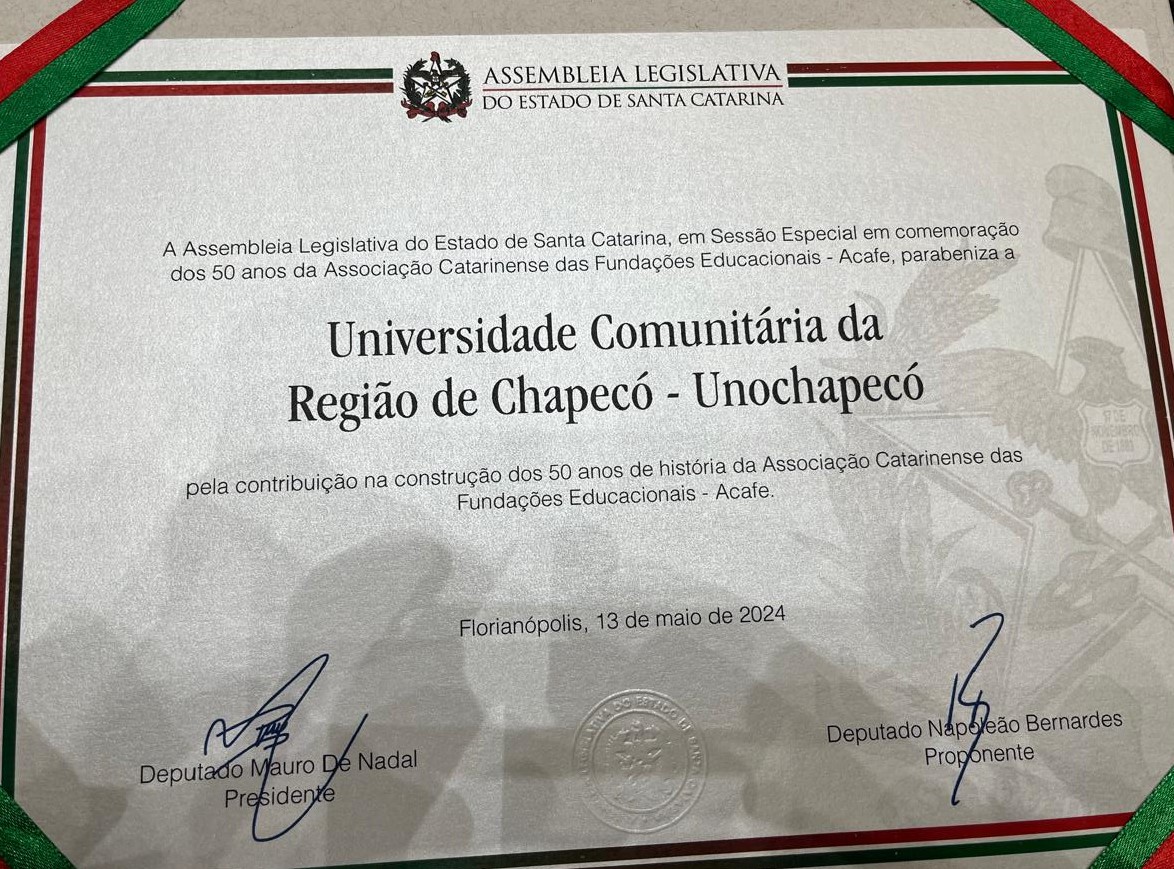 ASSEMBLEIA LEGISLATIVA
DO ESTADO DE SANTA CATARINA
A Assembleia Legislativa do Estado de Santa Catarina, em Sessão Especial em comemoração
dos 50 anos da Associação Catarinense das Fundações Educacionais - Acafe, parabeniza a
Universidade Comunitária da
Região de Chapecó - Unochapecó
pela contribuição na construção dos 50 anos de história da Associação Catarinense das
Fundações Educacionais - Acafe.
Florianópolis, 13 de maio de 2024
Deputado Mauro De Nadal
Presidente
Deputado Napoleão Bernardes
Proponente